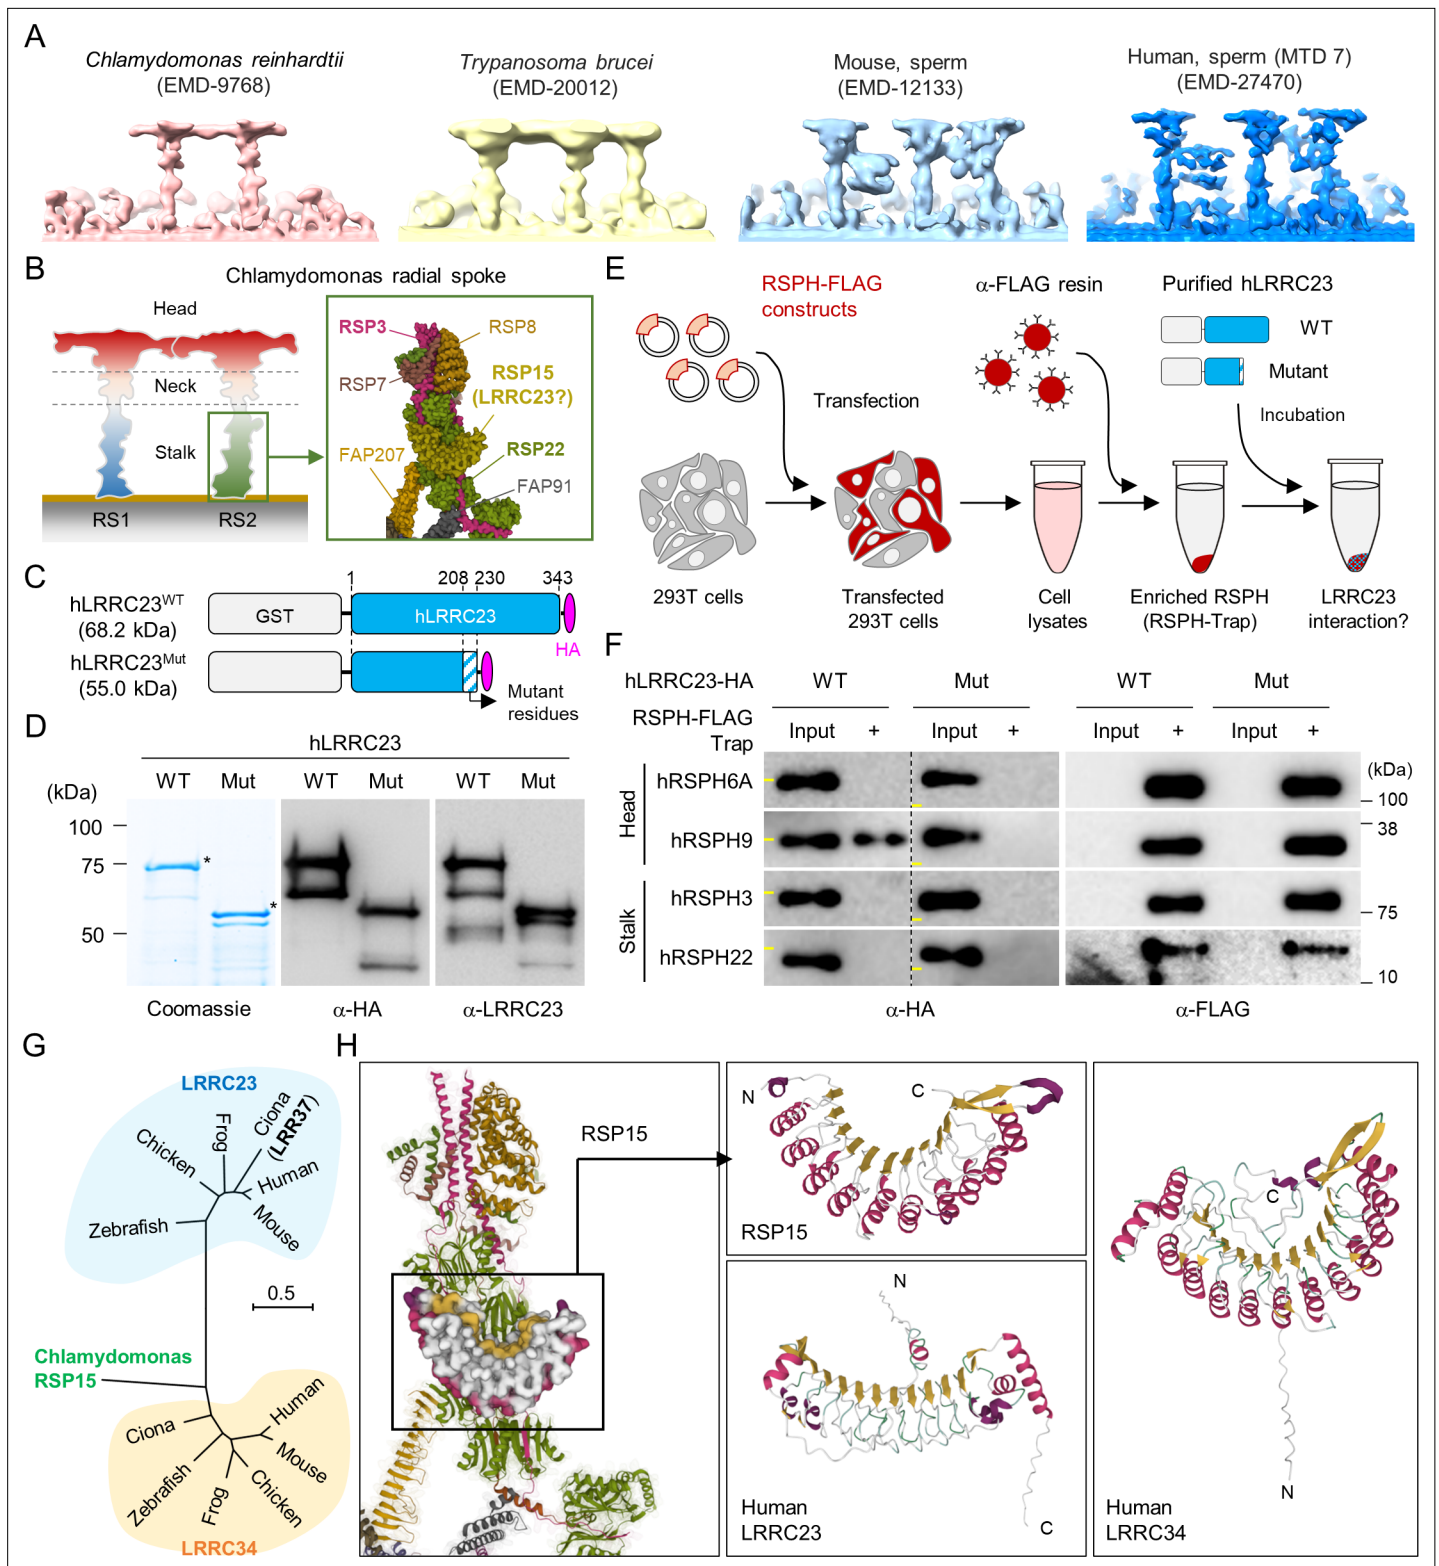 A
Chlamydomonas reinhardtii
(EMD-9768)
Trypanosoma brucei
(EMD-20012)
Mouse, sperm
(EMD-12133)
Human, sperm (MTD 7)
(EMD-27470)
B
Chlamydomonas radial spoke
Head
Neck
Stalk
RS1
RS2
RSP3
RSP8
RSP7
RSP15
(LRRC23?)
FAP207
RSP22
FAP91
C
1
208
230
343
hLRRC23WT
(68.2 kDa)
GST
hLRRC23
HA
hLRRC23Mut
(55.0 kDa)
Mutant
residues
D
hLRRC23
WT
Mut
WT
Mut
WT
Mut
(kDa)
100
75
50
Coomassie
α-HA
α-LRRC23
E
RSPH-FLAG
constructs
α-FLAG resin
Purified hLRRC23
WT
Mutant
Transfection
Incubation
293T cells
Transfected
293T cells
Cell
lysates
Enriched RSPH
(RSPH-Trap)
LRRC23
interaction?
F
hLRRC23-HA
WT
Mut
WT
Mut
RSPH-FLAG
Trap
Input
+
Input
+
Input
+
Input
+
Head
hRSPH6A
hRSPH9
Stalk
hRSPH3
hRSPH22
(kDa)
100
38
75
10
α-HA
α-FLAG
G
LRRC23
Chicken
Frog
Ciona
(LRR37)
Human
Mouse
Zebrafish
0.5
Chlamydomonas
RSP15
Ciona
Human
Mouse
Zebrafish
Frog
Chicken
LRRC34
H
RSP15
N
C
RSP15
N
C
Human
LRRC23
C
N
Human
LRRC34